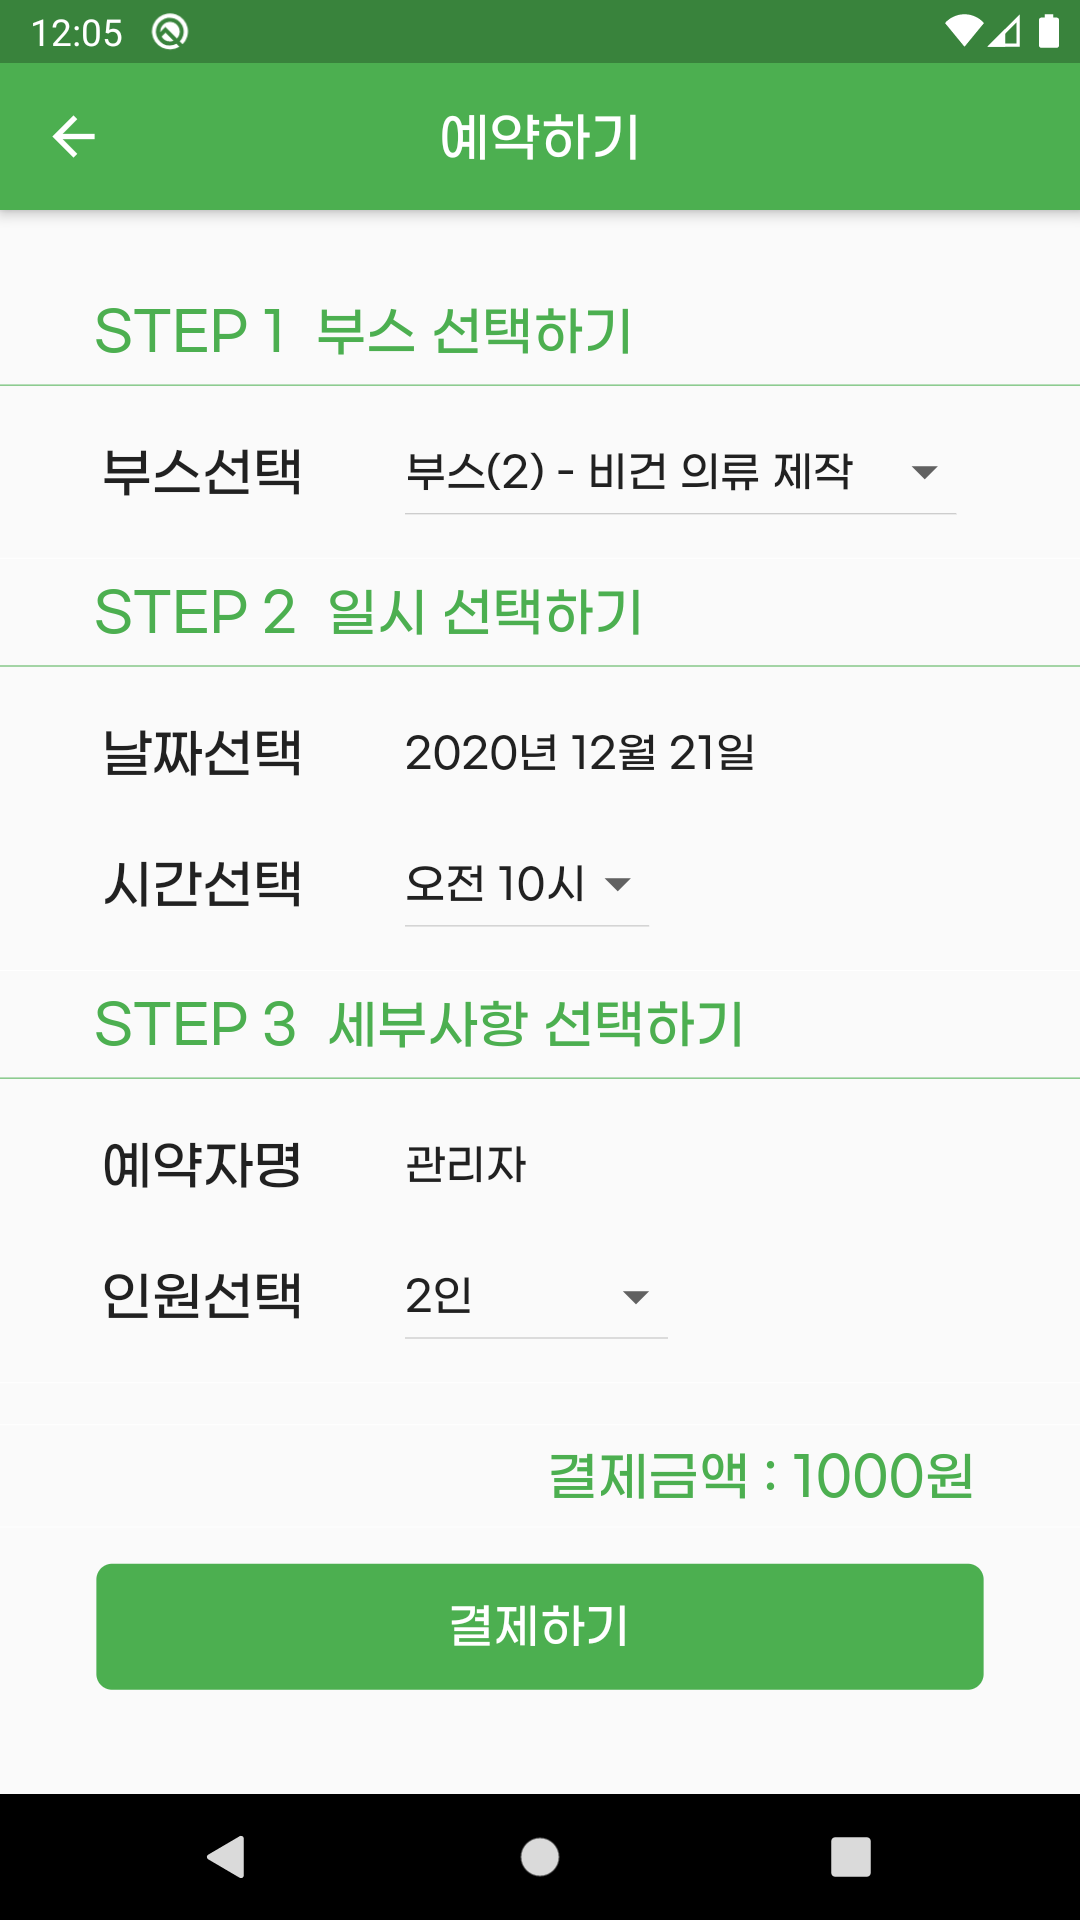 12:05
예약하기
STEP 1 부스 선택하기
부스선택 부스(2) - 비건 의류 제작
STEP 2 일시 선택하기
날짜선택 2020년 12월 21일
시간선택 오전 10시
STEP 3 세부사항 선택하기
예약자명 관리자
인원선택 2인
결제금액 : 1000원
결제하기